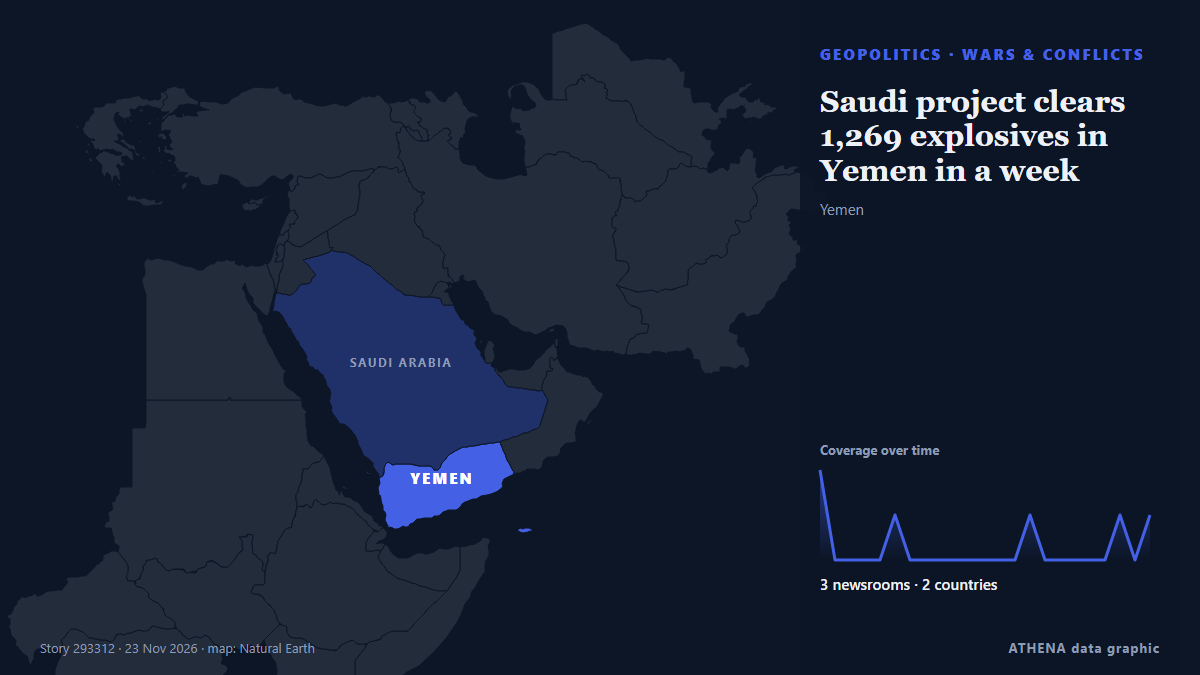 GEOPOLITICS · WARS & CONFLICTS
Saudi project clears
1,269 explosives in
Yemen in a week
Yemen
SAUDI ARABIA
YEMEN
Coverage over time
3 newsrooms · 2 countries
Story 293312 · 23 Nov 2026 · map: Natural Earth
ATHENA data graphic